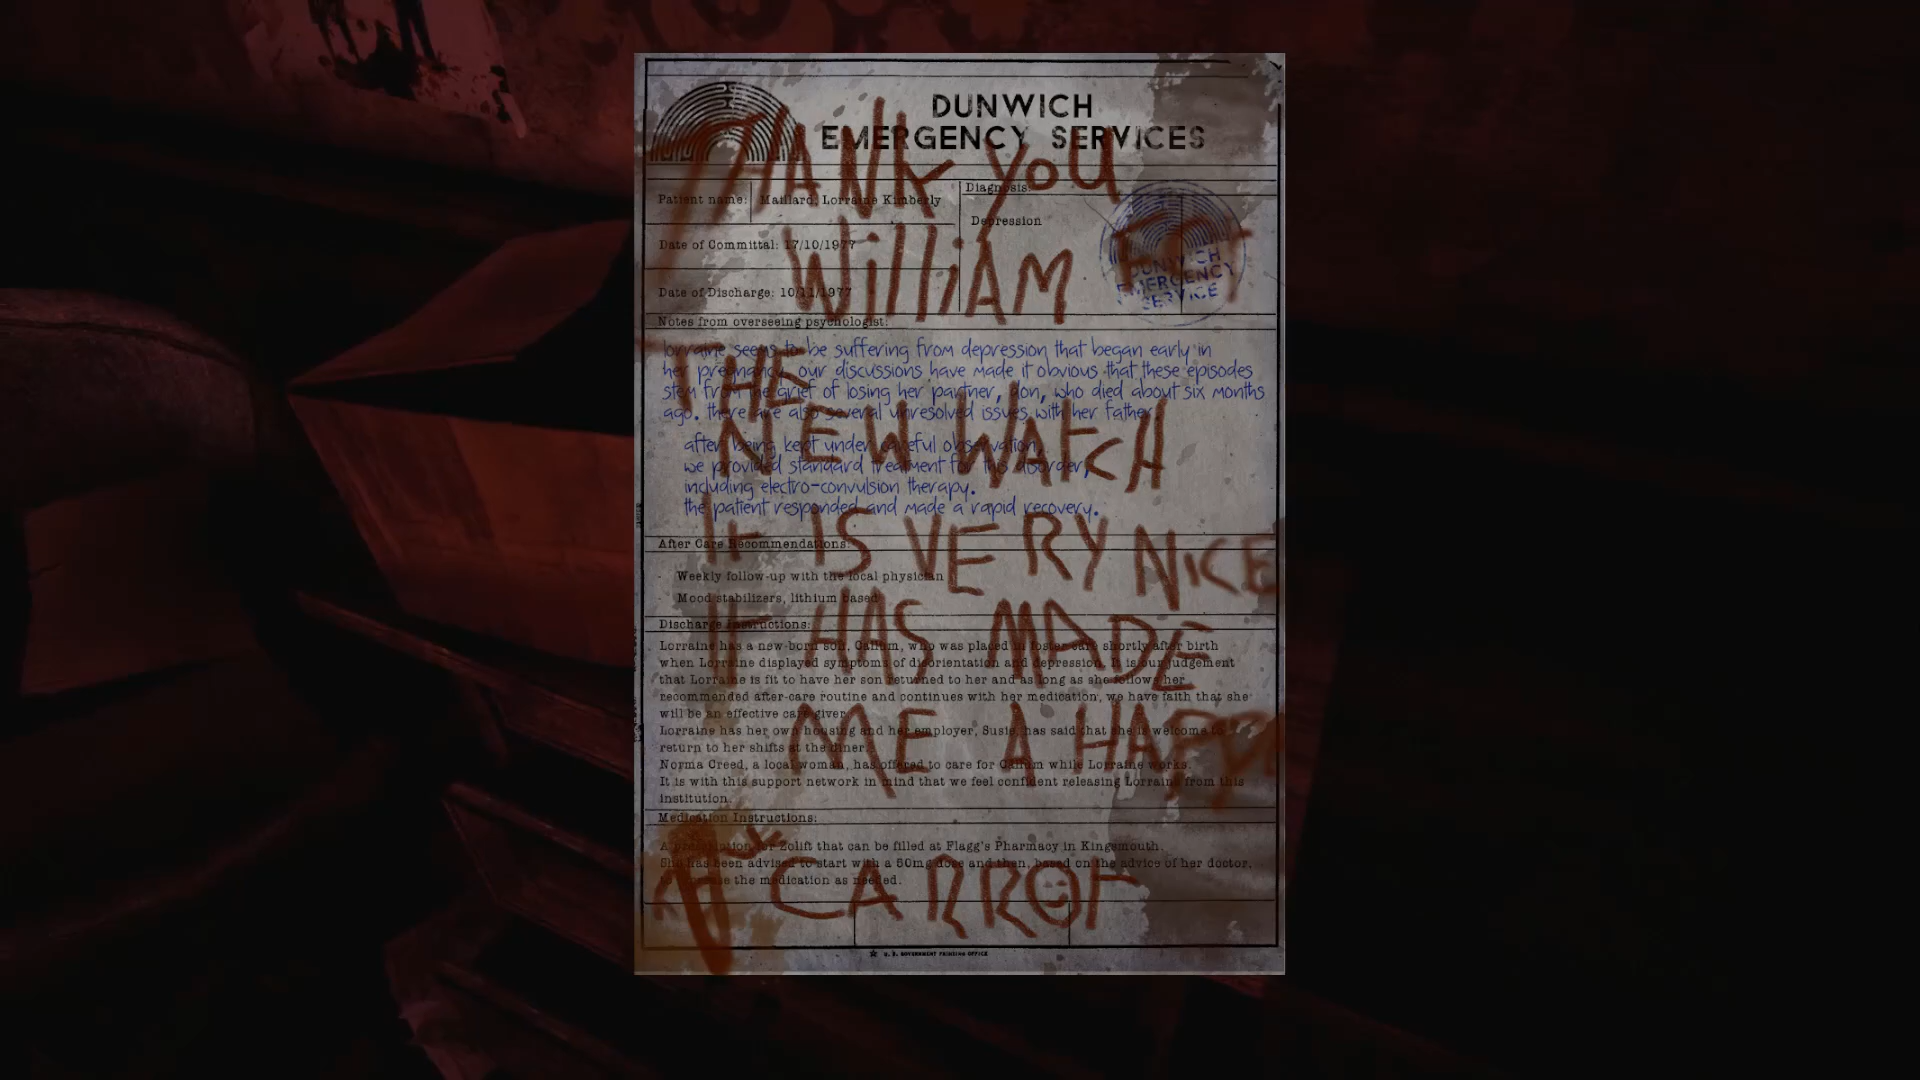 DUNWICH
EMERGENCY SERVICES
Patient name: Maillard, Lorraine Kimberly
Diagnosis:
Depression
Date of Committal: 17/10/1977
Date of Discharge: 10/11/1977
DUNWICH
EMERGENCY
SERVICE
Notes from overseeing psychologist:
lorraine seems to be suffering from depression that began early in
her pregnancy. our discussions have made it obvious that these episodes
stem from the grief of losing her partner, don, who died about six months
ago. there are also several unresolved issues with her father.
after being kept under careful observation,
we provided standard treatment for this disorder,
including electro-convulsion therapy.
the patient responded and made a rapid recovery.
After Care Recommendations:
- Weekly follow-up with the local physician
- Mood stabilizers, lithium based
Discharge Instructions:
Lorraine has a new-born son, Callum, who was placed in foster care shortly after birth
when Lorraine displayed symptoms of disorientation and depression. It is our judgement
that Lorraine is fit to have her son returned to her and as long as she follows her
recommended after-care routine and continues with her medication, we have faith that she
will be an effective care giver.
Lorraine has her own housing and her employer, Susie, has said that she is welcome to
return to her shifts at the diner.
Norma Creed, a local woman, has offered to care for Callum while Lorraine works.
It is with this support network in mind that we feel confident releasing Lorraine from this
institution.
Medication Instructions:
A prescription for Zolift that can be filled at Flagg's Pharmacy in Kingsmouth.
She has been advised to start with a 50mg dose and then, based on the advice of her doctor,
the medication as needed.
U. S. GOVERNMENT PRINTING OFFICE
THANK YOU
WilliAM FOR
THE
NEW WATCH
IT IS VERY NICE
IT HAS MADE
ME A HAPPY
CARROT